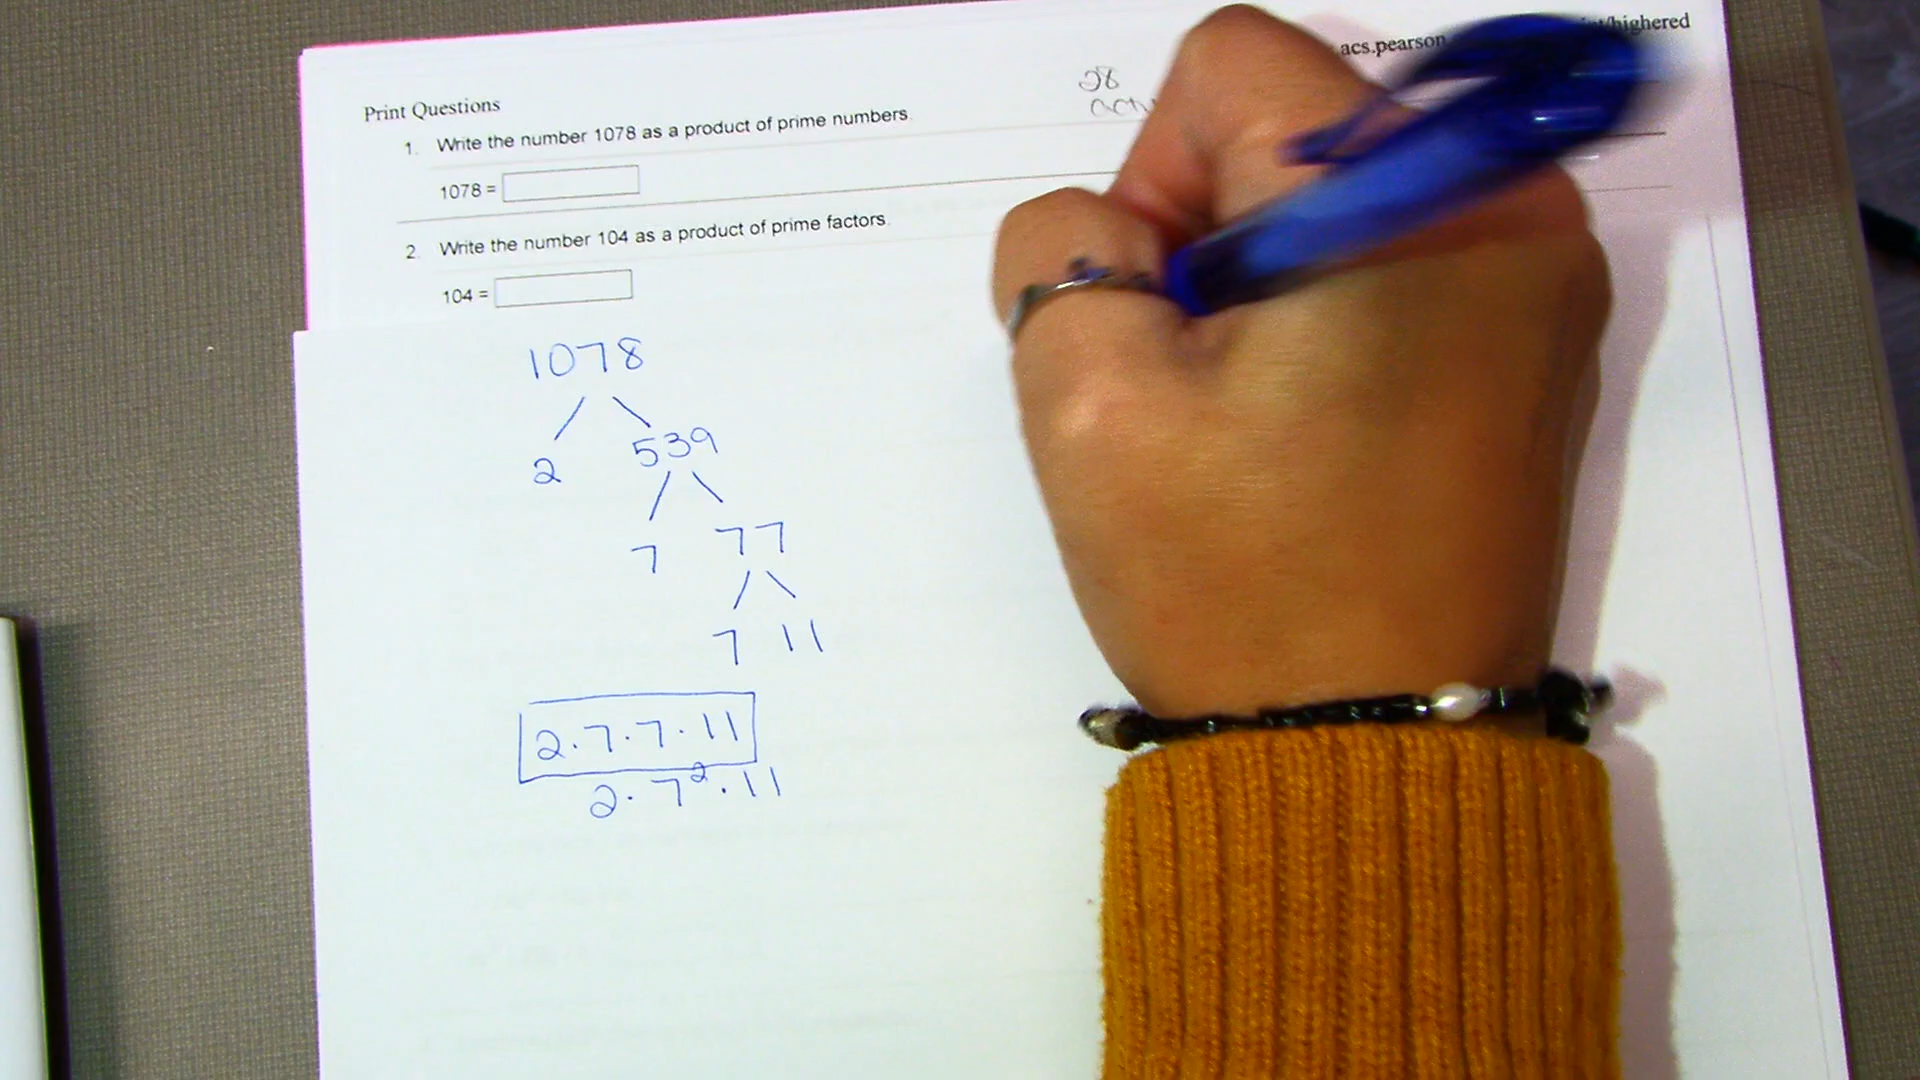 acs.pearson
highered
Print Questions
28
1. Write the number 1078 as a product of prime numbers.
1078 =
2. Write the number 104 as a product of prime factors.
104 =
1078
2 539
7 77
7 11
2·7·7·11
2·7²·11